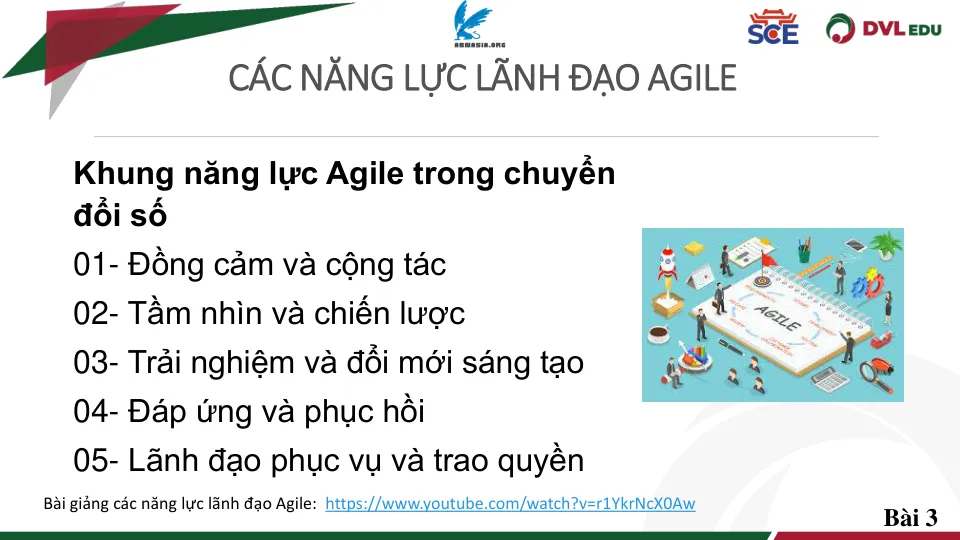 AHMASIA.ORG
SCE
DVL EDU
CÁC NĂNG LỰC LÃNH ĐẠO AGILE
Khung năng lực Agile trong chuyển
đổi số
01- Đồng cảm và cộng tác
02- Tầm nhìn và chiến lược
03- Trải nghiệm và đổi mới sáng tạo
04- Đáp ứng và phục hồi
05- Lãnh đạo phục vụ và trao quyền
AGILE
Bài giảng các năng lực lãnh đạo Agile: https://www.youtube.com/watch?v=r1YkrNcX0Aw
Bài 3